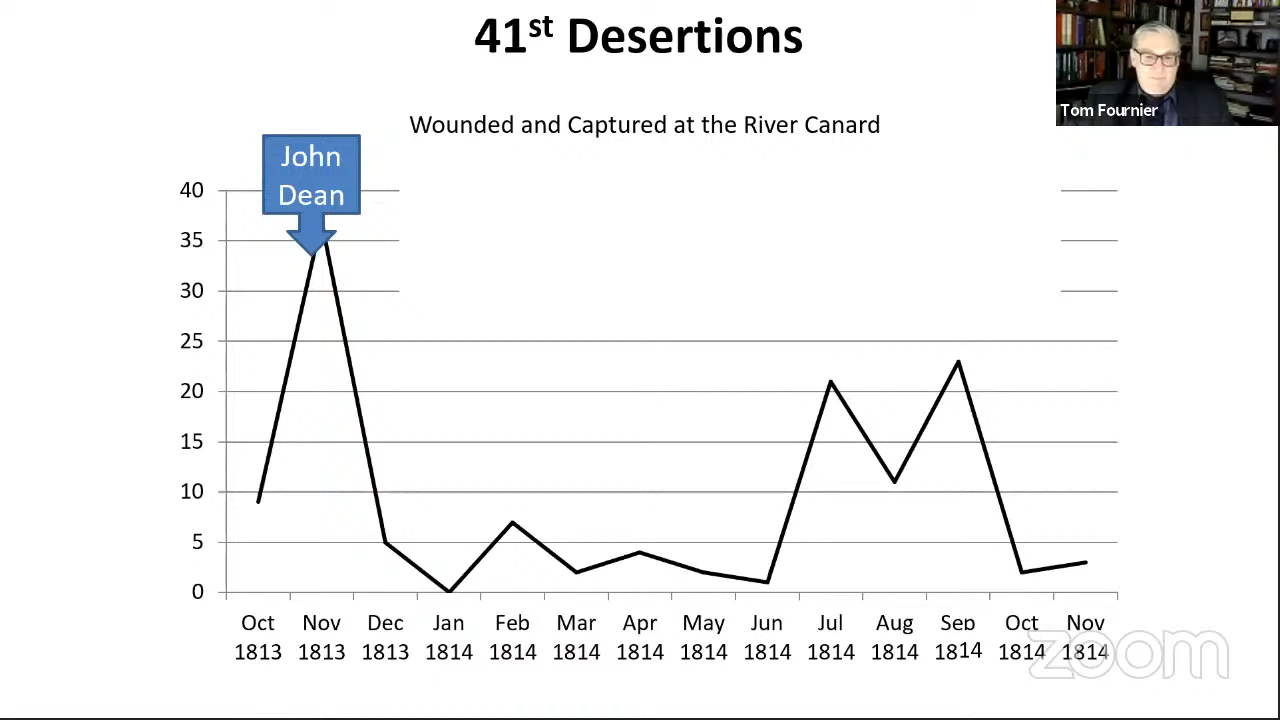 41st Desertions
Tom Fournier
Wounded and Captured at the River Canard
John
Dean
40
35
30
25
20
15
10
5
0
Oct Nov Dec Jan Feb Mar Apr May Jun Jul Aug Sep Oct Nov
1813 1813 1813 1814 1814 1814 1814 1814 1814 1814 1814 1814 1814 1814
zoom